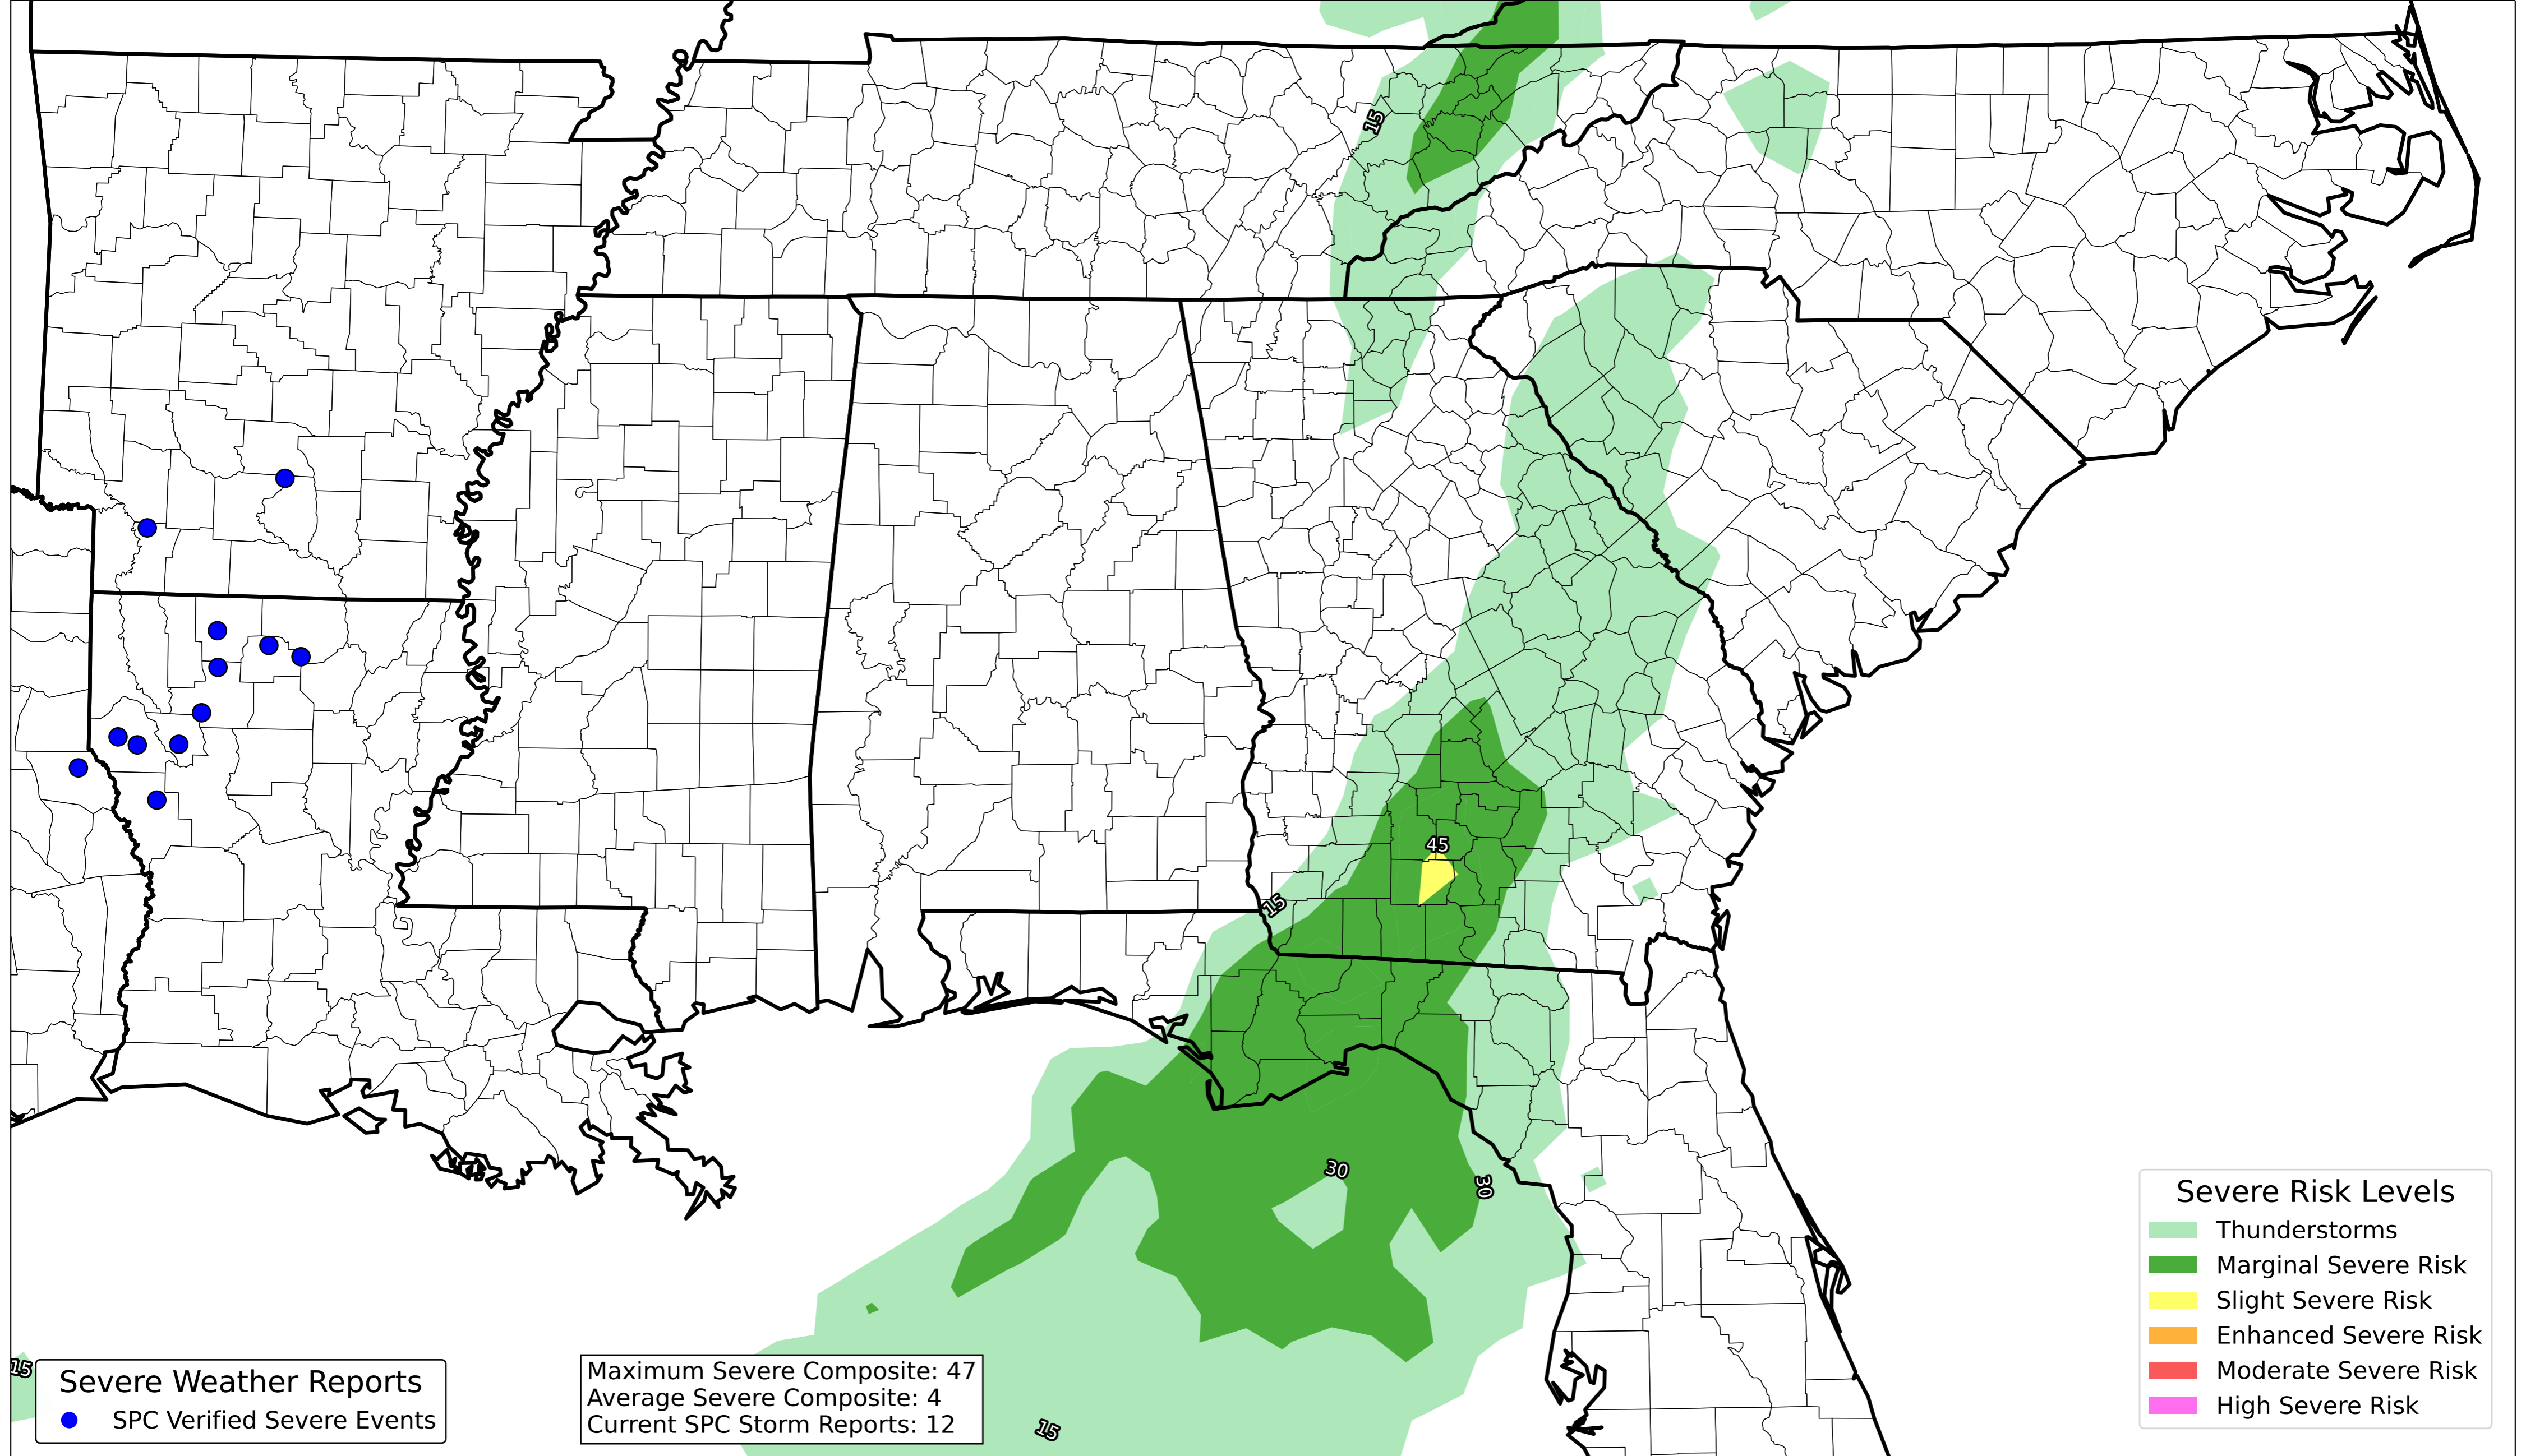 15
45
15
30
30
15
15
Severe Weather Reports
SPC Verified Severe Events
Maximum Severe Composite: 47
Average Severe Composite: 4
Current SPC Storm Reports: 12
Severe Risk Levels
Thunderstorms
Marginal Severe Risk
Slight Severe Risk
Enhanced Severe Risk
Moderate Severe Risk
High Severe Risk